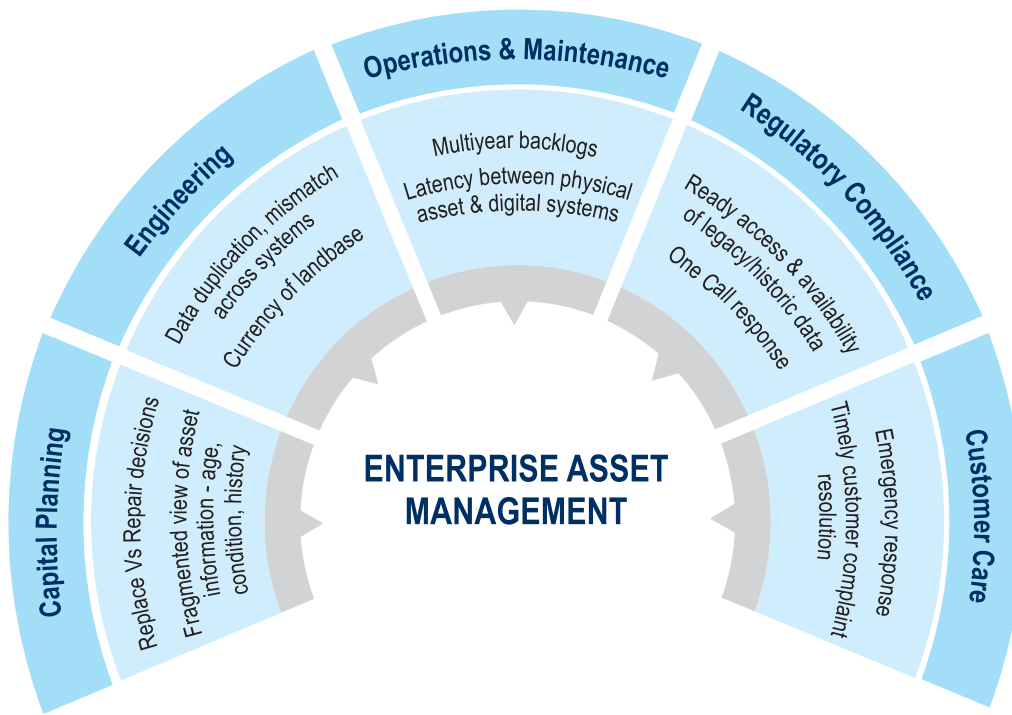 Capital Planning
Replace Vs Repair decisions
Fragmented view of asset
information - age,
condition, history
Engineering
Data duplication, mismatch
across systems
Currency of landbase
Operations & Maintenance
Multiyear backlogs
Latency between physical
asset & digital systems
Regulatory Compliance
Ready access & availability
of legacy/historic data
One Call response
Customer Care
Emergency response
Timely customer complaint
resolution
ENTERPRISE ASSET
MANAGEMENT